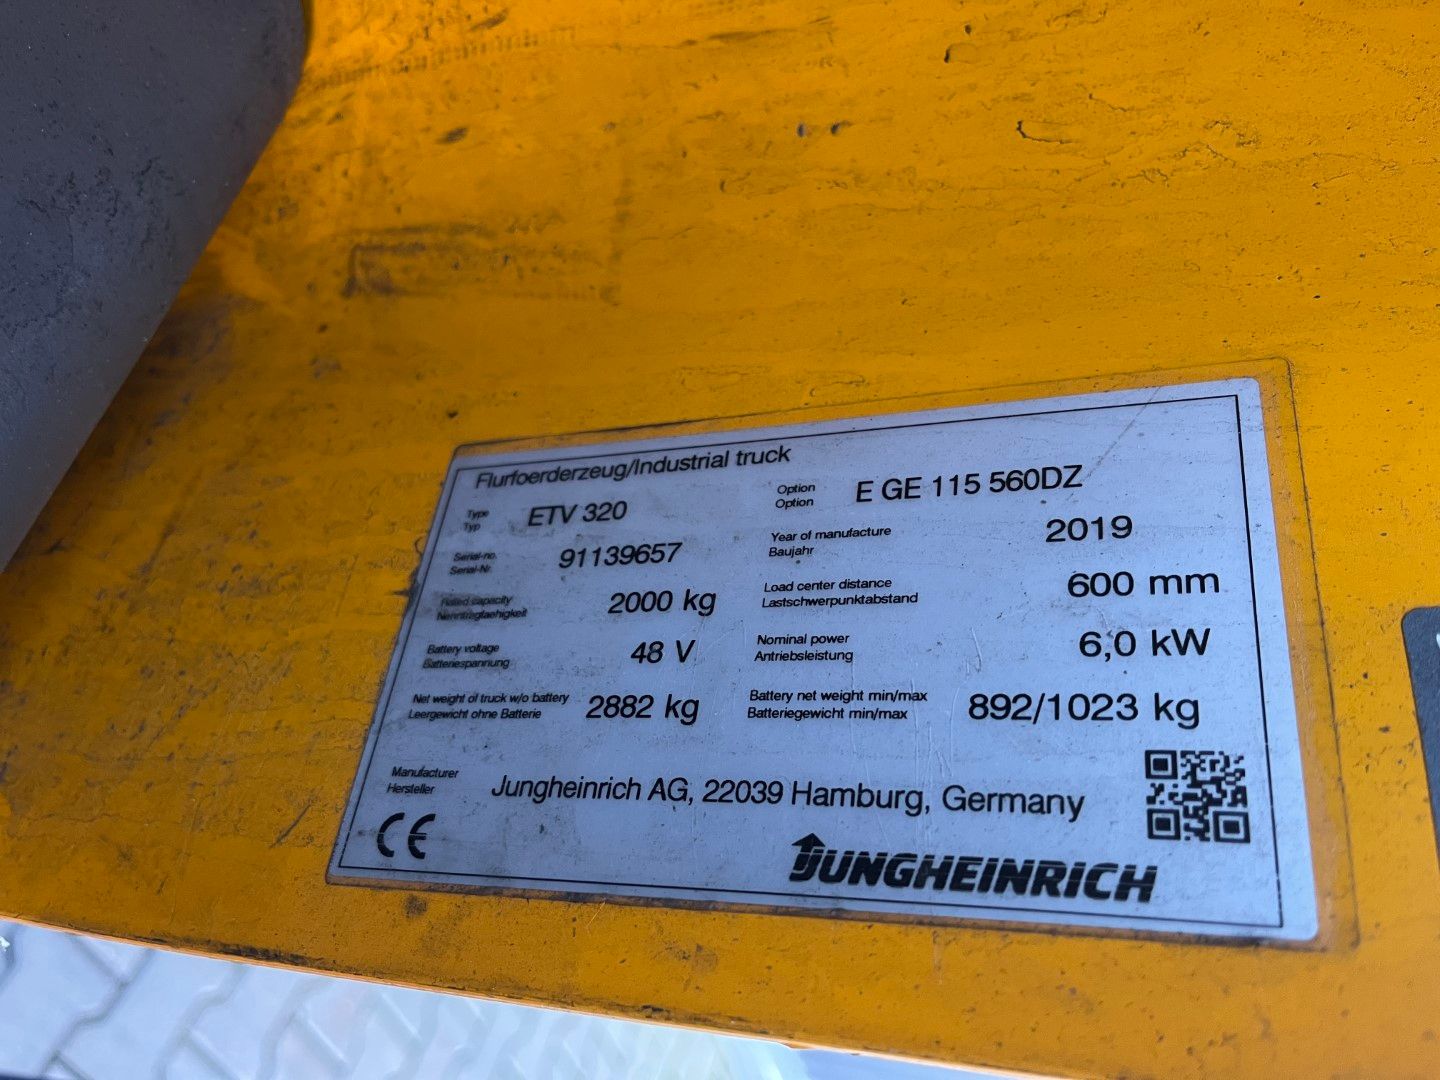 Flurfoerderzeug/Industrial truck
Type
Typ
ETV 320
Option
Option
E GE 115 560DZ
Serial-no.
Serial-Nr.
91139657
Year of manufacture
Baujahr
2019
Rated capacity
Nenntragfaehigkeit
2000 kg
Load center distance
Lastschwerpunktabstand
600 mm
Battery voltage
Batteriespannung
48 V
Nominal power
Antriebsleistung
6,0 kW
Net weight of truck w/o battery
Leergewicht ohne Batterie
2882 kg
Battery net weight min/max
Batteriegewicht min/max
892/1023 kg
Manufacturer
Hersteller
Jungheinrich AG, 22039 Hamburg, Germany
CE
JUNGHEINRICH